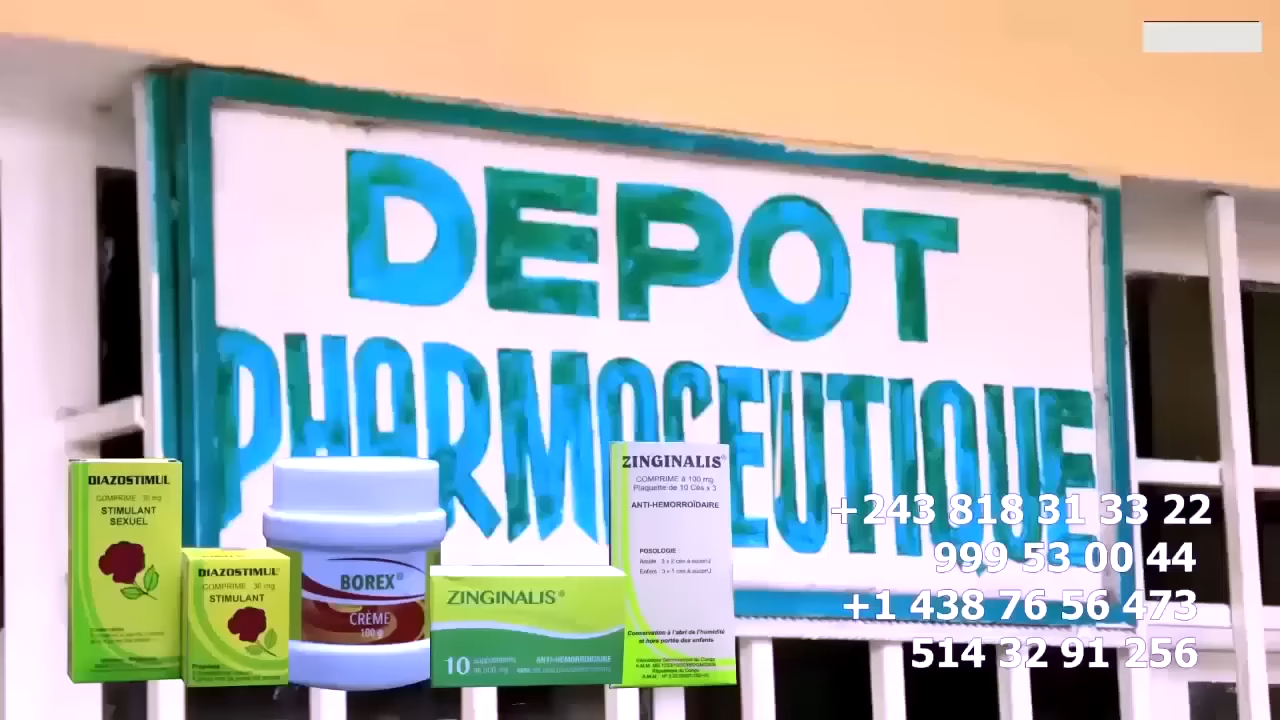 DEPOT
PHARMACEUTIQUE
DIAZOSTIMUL
COMPRIME 30 mg
STIMULANT
SEXUEL
DIAZOSTIMUL
COMPRIME 30 mg
STIMULANT
BOREX®
CRÈME
100 g
ZINGINALIS®
10
ANTI-HEMORROÏDAIRE
ZINGINALIS®
COMPRIME à 100 mg
Plaquette de 10 Cés x 3
ANTI-HEMORROÏDAIRE
POSOLOGIE
Conservation à l'abri de l'humidité
et hors portée des enfants
+243 818 31 33 22
999 53 00 44
+1 438 76 56 473
514 32 91 256